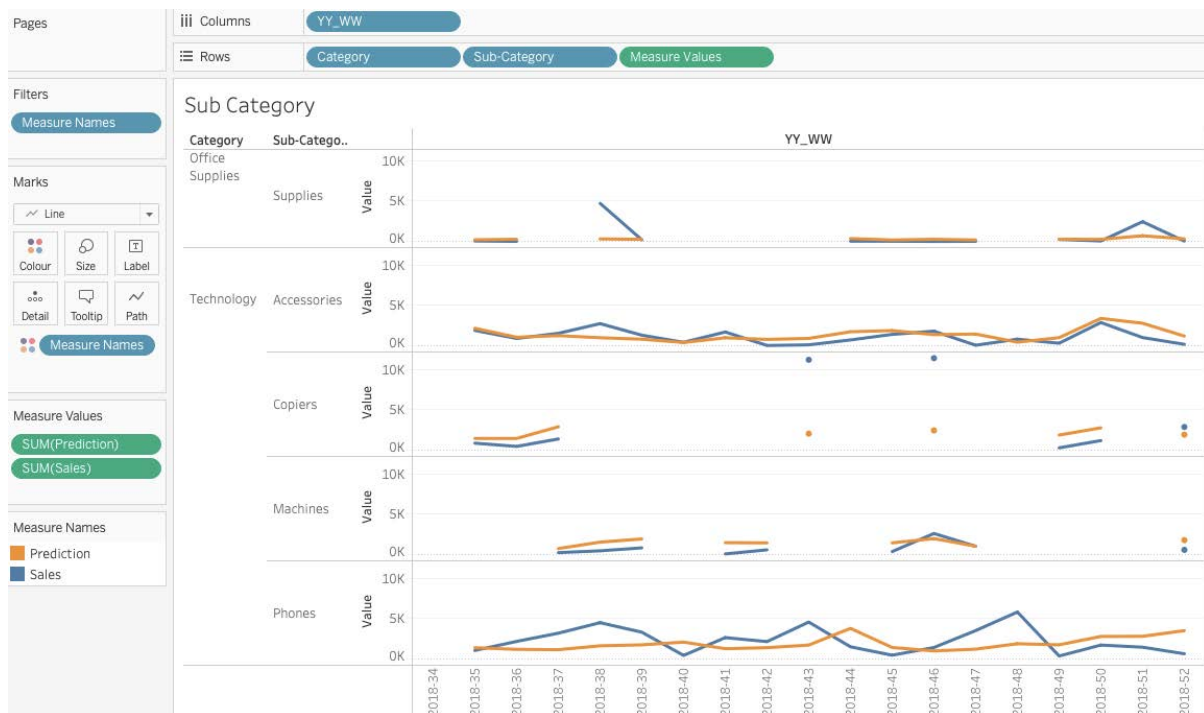 Pages
iii Columns
YY_WW
Rows
Category
Sub-Category
Measure Values
Filters
Measure Names
Marks
Line
Colour
Size
Label
Detail
Tooltip
Path
Measure Names
Measure Values
SUM(Prediction)
SUM(Sales)
Measure Names
Prediction
Sales
Sub Category
Category
Sub-Catego..
YY_WW
Office
Supplies
Supplies
Value
10K
5K
0K
Technology
Accessories
Value
10K
5K
0K
Copiers
Value
10K
5K
0K
Machines
Value
10K
5K
0K
Phones
Value
10K
5K
0K
2018-34
2018-35
2018-36
2018-37
2018-38
2018-39
2018-40
2018-41
2018-42
2018-43
2018-44
2018-45
2018-46
2018-47
2018-48
2018-49
2018-50
2018-51
2018-52